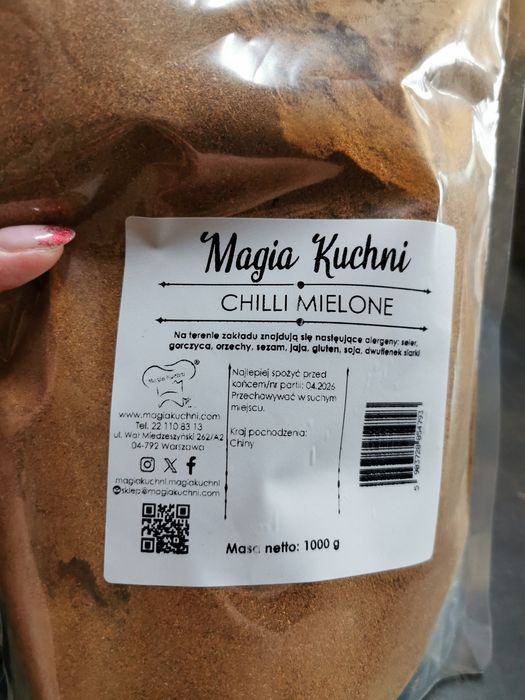 Magia Kuchni
CHILLI MIELONE
Na terenie zakładu znajdują się nastęujące alergeny: seler,
gorczyca, orzechy, sezam, jaja, gluten, soja, dwutlenek siarki
Magia Kuchni
®
www.magiakuchni.com
Tel. 22 110 83 13
ul. Wał Miedzeszyński 262/A2
04-792 Warszawa
magiakuchni.magiakuchni
sklep@magiakuchni.com
Najlepiej spożyć przed
końcem/nr partii: 04.2026
Przechowywać w suchym
miejscu.
Kraj pochodzenia:
Chiny
Masa netto: 1000 g